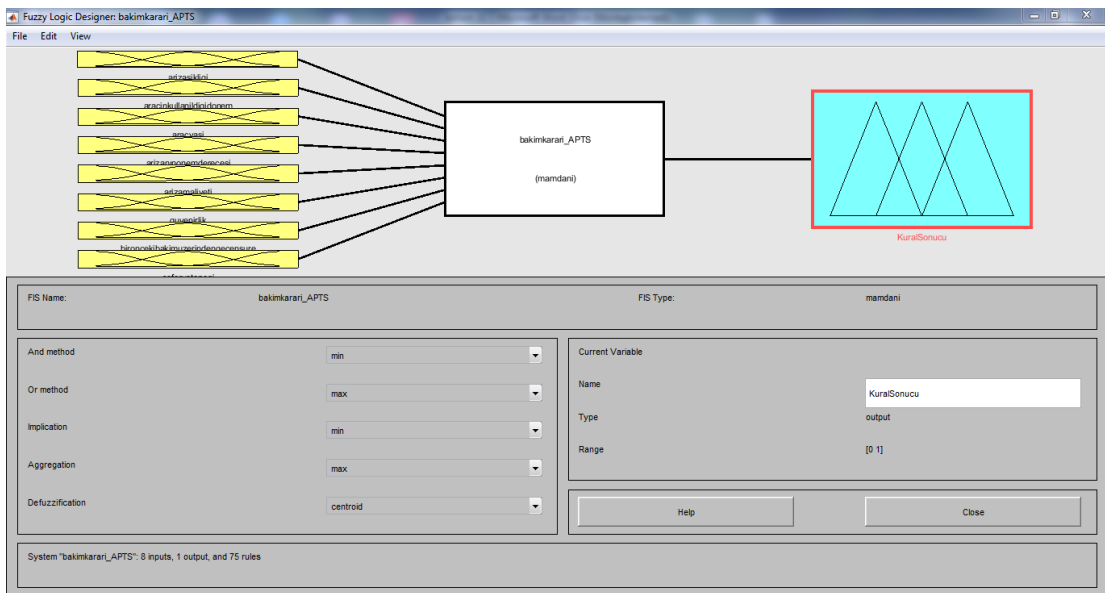 Fuzzy Logic Designer: bakimkarari_APTS
File Edit View
arizasikligi
aracinkullanildigidonem
aracyasi
arizagruponemderecesi
arizamaliyeti
guvenirlik
bironcekibakimuzerindengecensure
bakimkarari_APTS
(mamdani)
KuralSonucu
FIS Name: bakimkarari_APTS FIS Type: mamdani
And method min
Or method max
Implication min
Aggregation max
Defuzzification centroid
Current Variable
Name KuralSonucu
Type output
Range [0 1]
Help Close
System "bakimkarari_APTS": 8 inputs, 1 output, and 75 rules